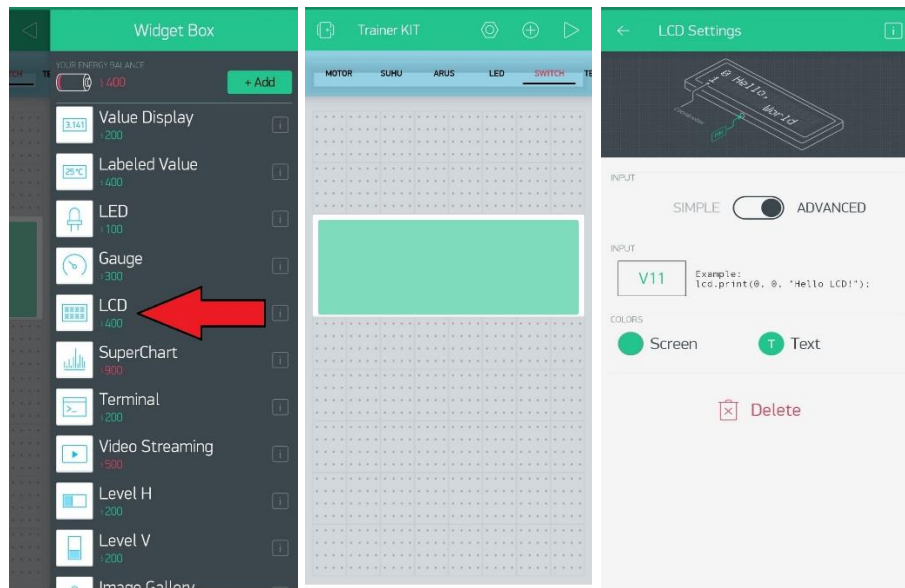 Widget Box
YOUR ENERGY BALANCE
400
+ Add
Value Display
200
3.141
Labeled Value
400
25°C
LED
100
Gauge
300
LCD
400
SuperChart
900
Terminal
200
Video Streaming
500
Level H
200
Level V
200
Image Gallery
Trainer KIT
MOTOR SUHU ARUS LED SWITCH TE
LCD Settings
Hello,
World
INPUT
SIMPLE ADVANCED
INPUT
V11
Example:
lcd.print(0, 0, "Hello LCD!");
COLORS
Screen T Text
Delete